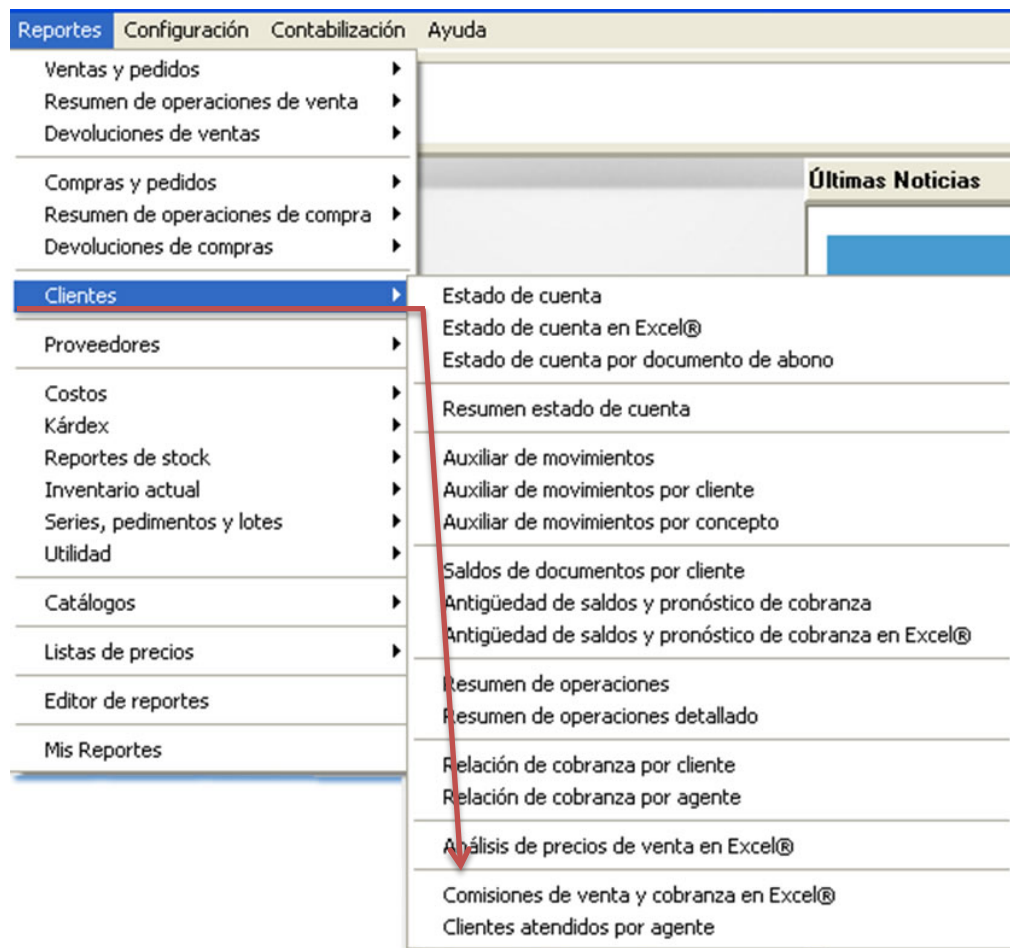 Reportes Configuración Contabilización Ayuda
Ventas y pedidos
Resumen de operaciones de venta
Devoluciones de ventas
Compras y pedidos
Resumen de operaciones de compra
Devoluciones de compras
Clientes
Proveedores
Costos
Kárdex
Reportes de stock
Inventario actual
Series, pedimentos y lotes
Utilidad
Catálogos
Listas de precios
Editor de reportes
Mis Reportes
Últimas Noticias
Estado de cuenta
Estado de cuenta en Excel®
Estado de cuenta por documento de abono
Resumen estado de cuenta
Auxiliar de movimientos
Auxiliar de movimientos por cliente
Auxiliar de movimientos por concepto
Saldos de documentos por cliente
Antigüedad de saldos y pronóstico de cobranza
Antigüedad de saldos y pronóstico de cobranza en Excel®
Resumen de operaciones
Resumen de operaciones detallado
Relación de cobranza por cliente
Relación de cobranza por agente
Análisis de precios de venta en Excel®
Comisiones de venta y cobranza en Excel®
Clientes atendidos por agente